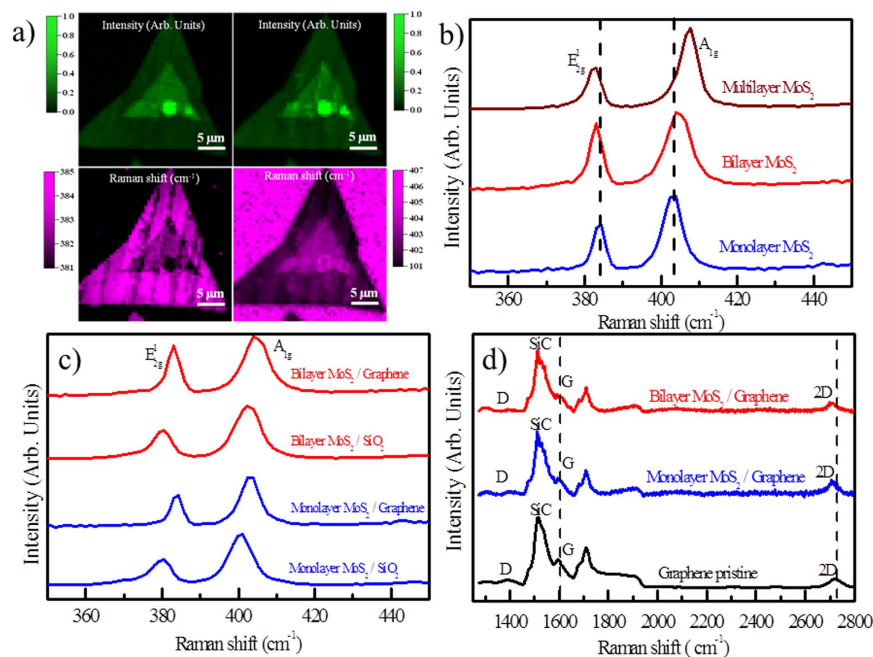 a)
Intensity (Arb. Units)
Intensity (Arb. Units)
1.0
0.8
0.6
0.4
0.2
0.0
1.0
0.8
0.6
0.4
0.2
0.0
5 µm
5 µm
Raman shift (cm⁻¹)
Raman shift (cm⁻¹)
385
384
383
382
381
407
406
405
404
403
402
101
5 µm
5 µm
b)
E¹₂g
A₁g
Multilayer MoS₂
Bilayer MoS₂
Monolayer MoS₂
Intensity (Arb. Units)
360 380 400 420 440
Raman shift (cm⁻¹)
c)
E¹₂g
A₁g
Bilayer MoS₂ / Graphene
Bilayer MoS₂ / SiO₂
Monolayer MoS₂ / Graphene
Monolayer MoS₂ / SiO₂
Intensity (Arb. Units)
360 380 400 420 440
Raman shift (cm⁻¹)
d)
SiC
D G 2D
Bilayer MoS₂ / Graphene
SiC
D G 2D
Monolayer MoS₂ / Graphene
SiC
D G 2D
Graphene pristine
Intensity (Arb. Units)
1400 1600 1800 2000 2200 2400 2600 2800
Raman shift ( cm⁻¹)